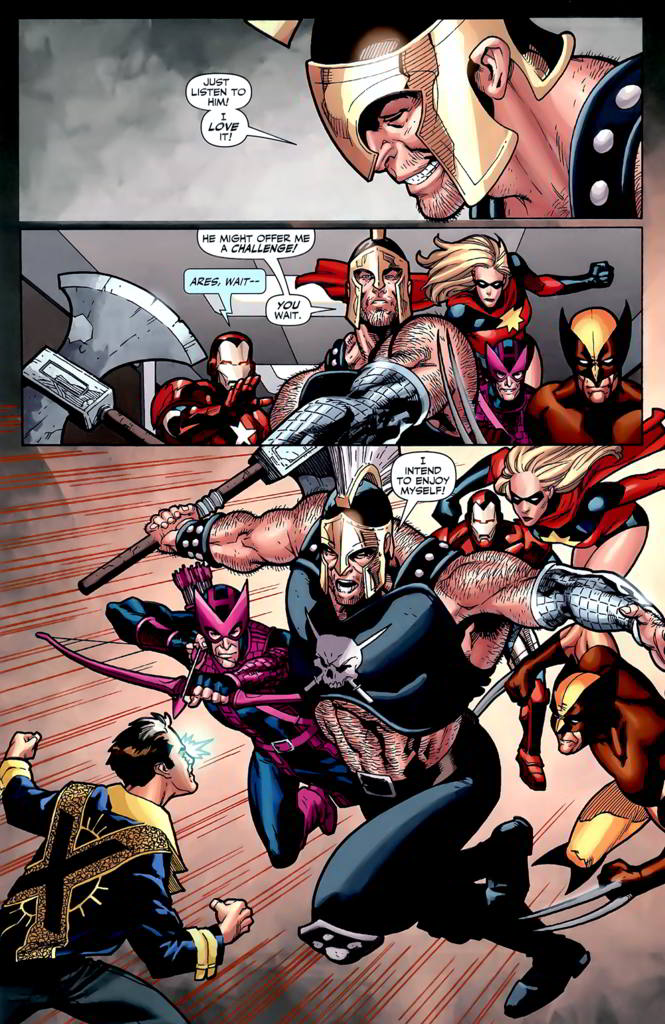 JUST
LISTEN TO
HIM!
I
LOVE
IT!
HE MIGHT OFFER ME
A CHALLENGE!
ARES, WAIT--
YOU
WAIT.
I
INTEND
TO ENJOY
MYSELF!